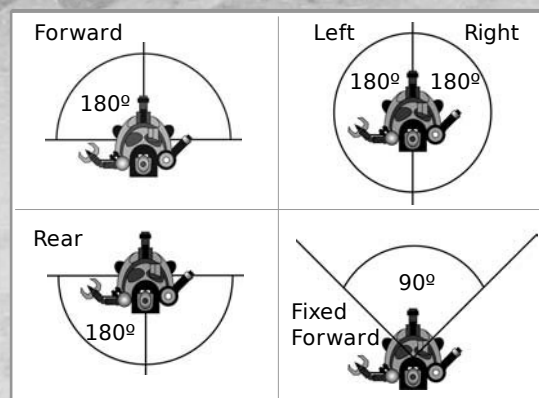 Forward
180º
Left Right
180º 180º
Rear
180º
90º
Fixed
Forward